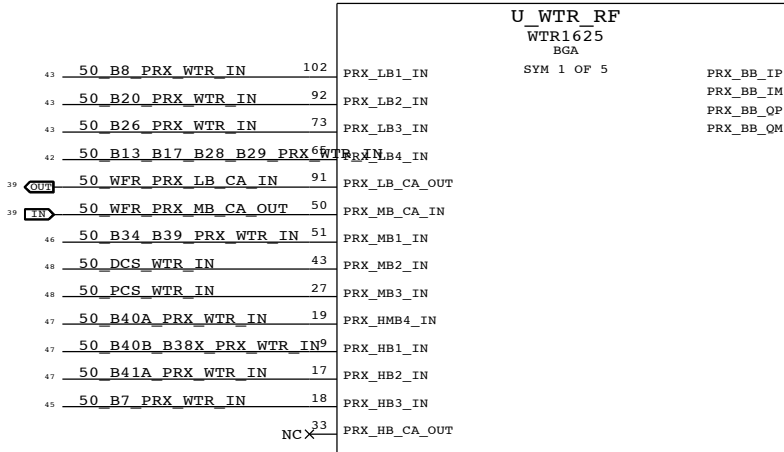 U_WTR_RF
WTR1625
BGA
SYM 1 OF 5
43 50_B8_PRX_WTR_IN 102 PRX_LB1_IN PRX_BB_IP
PRX_BB_IM
43 50_B20_PRX_WTR_IN 92 PRX_LB2_IN
PRX_BB_QP
43 50_B26_PRX_WTR_IN 73 PRX_LB3_IN PRX_BB_QM
42 50_B13_B17_B28_B29_PRX_WTR_IN 65 PRX_LB4_IN
39 OUT 50_WFR_PRX_LB_CA_IN 91 PRX_LB_CA_OUT
39 IN 50_WFR_PRX_MB_CA_OUT 50 PRX_MB_CA_IN
46 50_B34_B39_PRX_WTR_IN 51 PRX_MB1_IN
48 50_DCS_WTR_IN 43 PRX_MB2_IN
48 50_PCS_WTR_IN 27 PRX_MB3_IN
47 50_B40A_PRX_WTR_IN 19 PRX_HMB4_IN
47 50_B40B_B38X_PRX_WTR_IN 9 PRX_HB1_IN
47 50_B41A_PRX_WTR_IN 17 PRX_HB2_IN
45 50_B7_PRX_WTR_IN 18 PRX_HB3_IN
NC 33 PRX_HB_CA_OUT